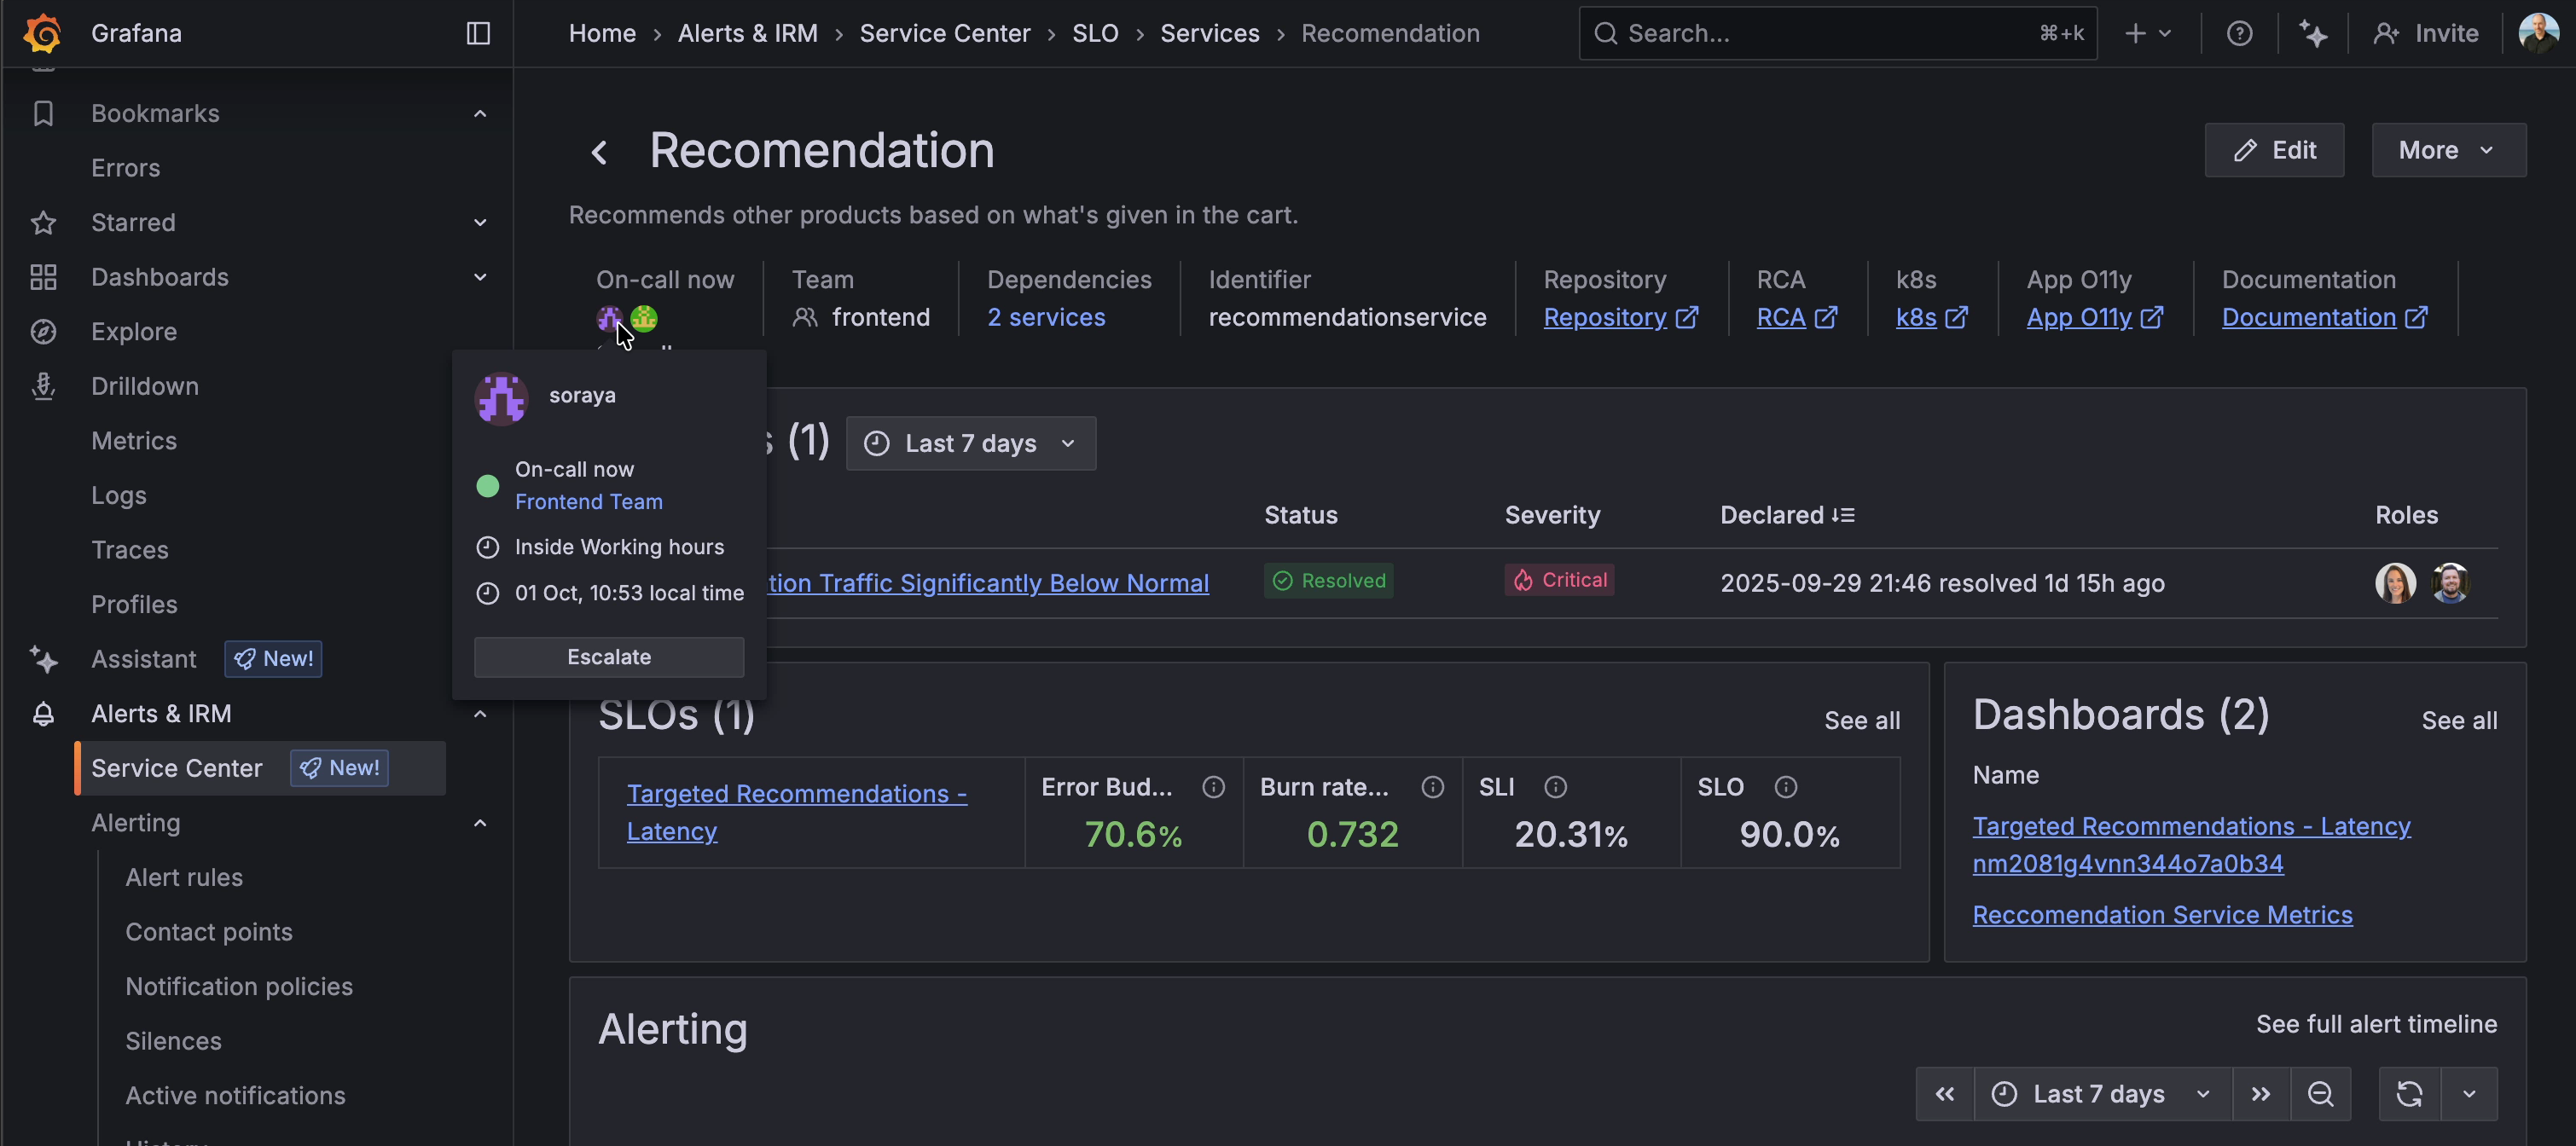 Grafana
Home > Alerts & IRM > Service Center > SLO > Services > Recomendation
Search...
⌘+k
Invite
Bookmarks
Errors
Starred
Dashboards
Explore
Drilldown
Metrics
Logs
Traces
Profiles
Assistant
New!
Alerts & IRM
Service Center
New!
Alerting
Alert rules
Contact points
Notification policies
Silences
Active notifications
Recomendation
Edit
More
Recommends other products based on what's given in the cart.
On-call now
Team
frontend
Dependencies
2 services
Identifier
recommendationservice
Repository
Repository
RCA
RCA
k8s
k8s
App O11y
App O11y
Documentation
Documentation
soraya
On-call now
Frontend Team
Inside Working hours
01 Oct, 10:53 local time
Escalate
(1)
Last 7 days
Status
Severity
Declared
Roles
tion Traffic Significantly Below Normal
Resolved
Critical
2025-09-29 21:46 resolved 1d 15h ago
SLOs (1)
See all
Targeted Recommendations -
Latency
Error Bud...
70.6%
Burn rate...
0.732
SLI
20.31%
SLO
90.0%
Dashboards (2)
See all
Name
Targeted Recommendations - Latency
nm2081g4vnn344o7a0b34
Reccomendation Service Metrics
Alerting
See full alert timeline
Last 7 days